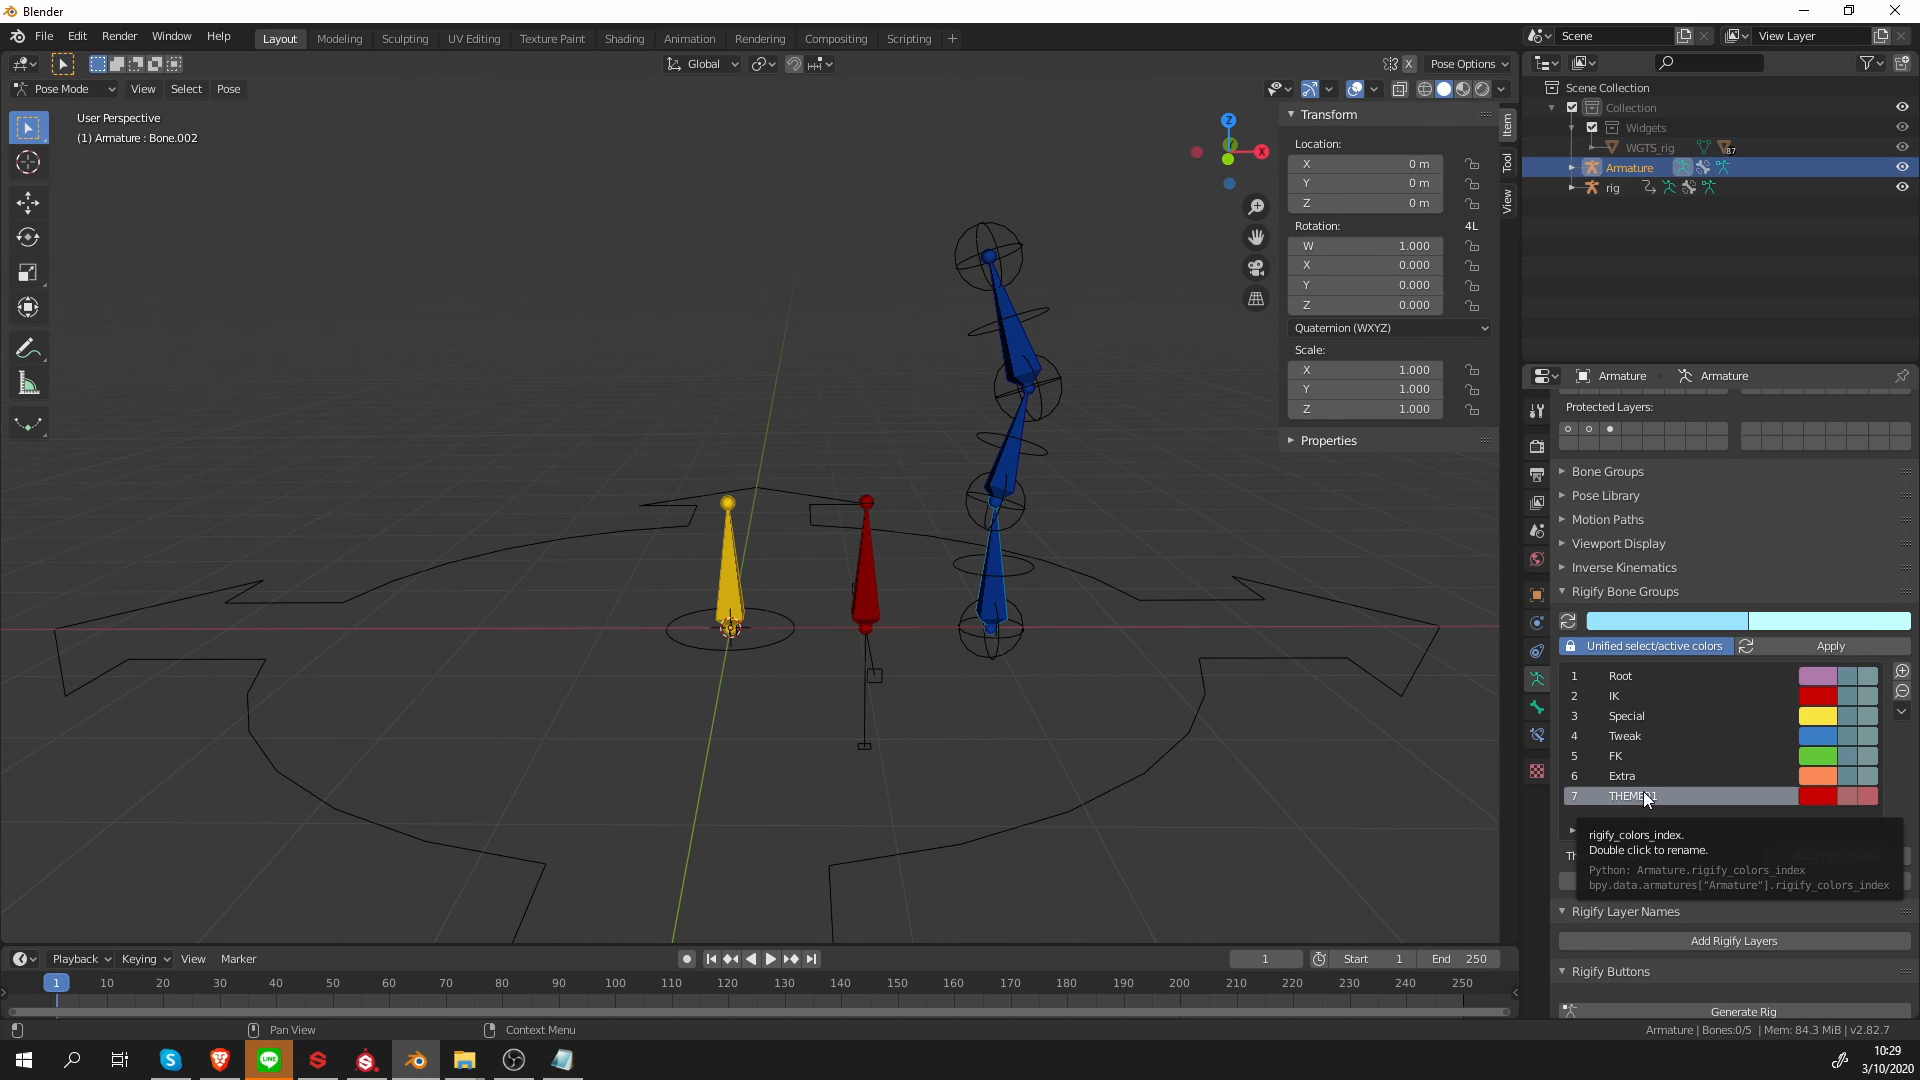 Blender
File Edit Render Window Help
Layout Modeling Sculpting UV Editing Texture Paint Shading Animation Rendering Compositing Scripting +
Scene
View Layer
Global
X Pose Options
Pose Mode View Select Pose
User Perspective
(1) Armature : Bone.002
Z
X
Transform
Location:
X 0 m
Y 0 m
Z 0 m
Rotation: 4L
W 1.000
X 0.000
Y 0.000
Z 0.000
Quaternion (WXYZ)
Scale:
X 1.000
Y 1.000
Z 1.000
Properties
Item
Tool
View
Scene Collection
Collection
Widgets
WGTS_rig 87
Armature
rig
Armature Armature
Protected Layers:
Bone Groups
Pose Library
Motion Paths
Viewport Display
Inverse Kinematics
Rigify Bone Groups
Unified select/active colors Apply
1 Root
2 IK
3 Special
4 Tweak
5 FK
6 Extra
7
rigify_colors_index.
Double click to rename.
Python: Armature.rigify_colors_index
bpy.data.armatures["Armature"].rigify_colors_index
Rigify Layer Names
Add Rigify Layers
Rigify Buttons
Generate Rig
Playback Keying View Marker
1 Start 1 End 250
1 10 20 30 40 50 60 70 80 90 100 110 120 130 140 150 160 170 180 190 200 210 220 230 240 250
Pan View Context Menu
Armature | Bones:0/5 | Mem: 84.3 MiB | v2.82.7
LINE
10:29
3/10/2020